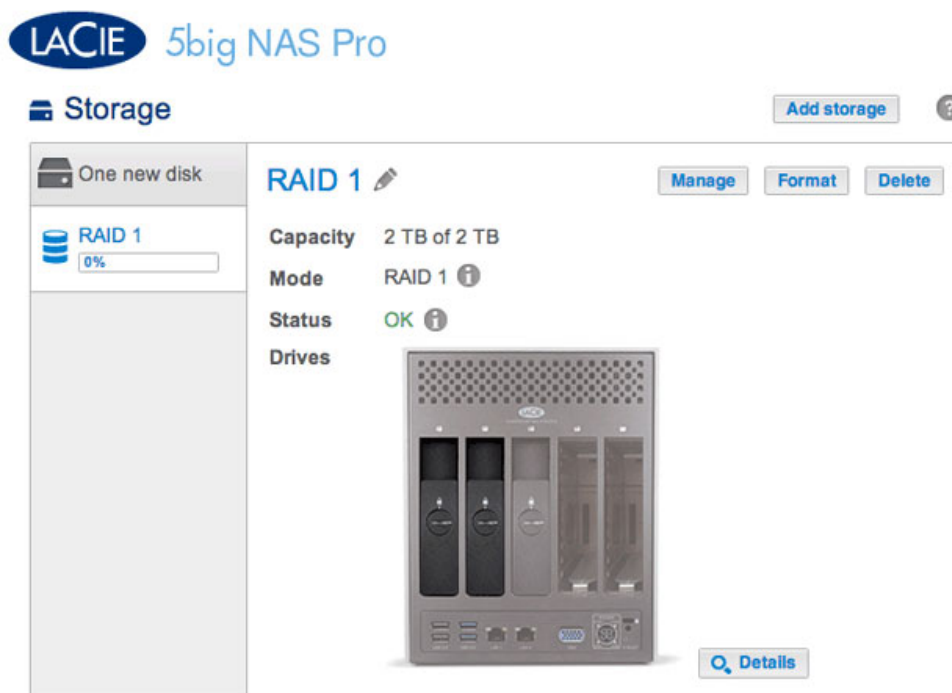 LACIE 5big NAS Pro
Storage
Add storage
?
One new disk
RAID 1
Manage
Format
Delete
RAID 1
0%
Capacity 2 TB of 2 TB
Mode RAID 1
Status OK
Drives
LACIE
Details